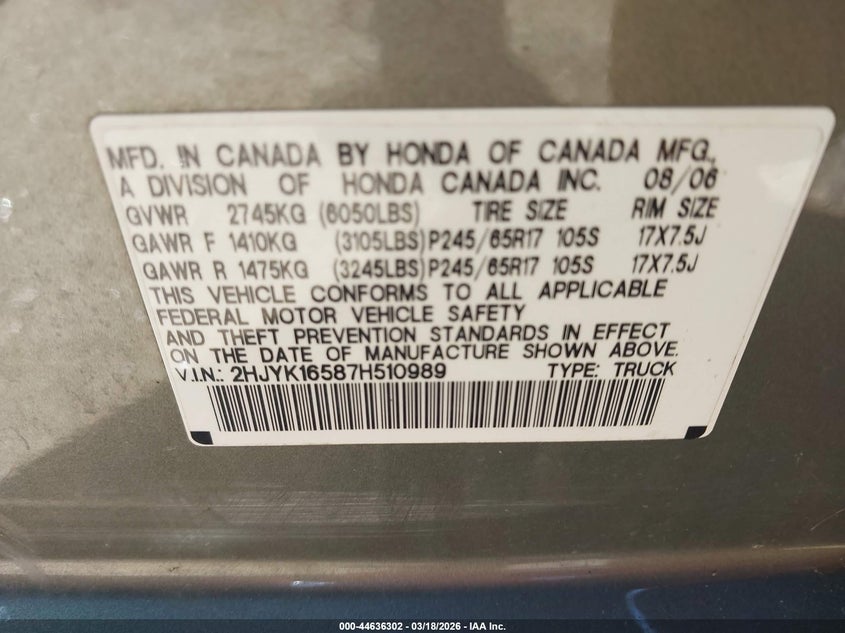 MFD. IN CANADA BY HONDA OF CANADA MFG.,
A DIVISION OF HONDA CANADA INC. 08/06
GVWR 2745KG (6050LBS) TIRE SIZE RIM SIZE
GAWR F 1410KG (3105LBS) P245/65R17 105S 17X7.5J
GAWR R 1475KG (3245LBS) P245/65R17 105S 17X7.5J
THIS VEHICLE CONFORMS TO ALL APPLICABLE
FEDERAL MOTOR VEHICLE SAFETY
AND THEFT PREVENTION STANDARDS IN EFFECT
ON THE DATE OF MANUFACTURE SHOWN ABOVE.
V.I.N.: 2HJYK16587H510989 TYPE: TRUCK
000-44636302 — 03/18/2026 — IAA Inc.